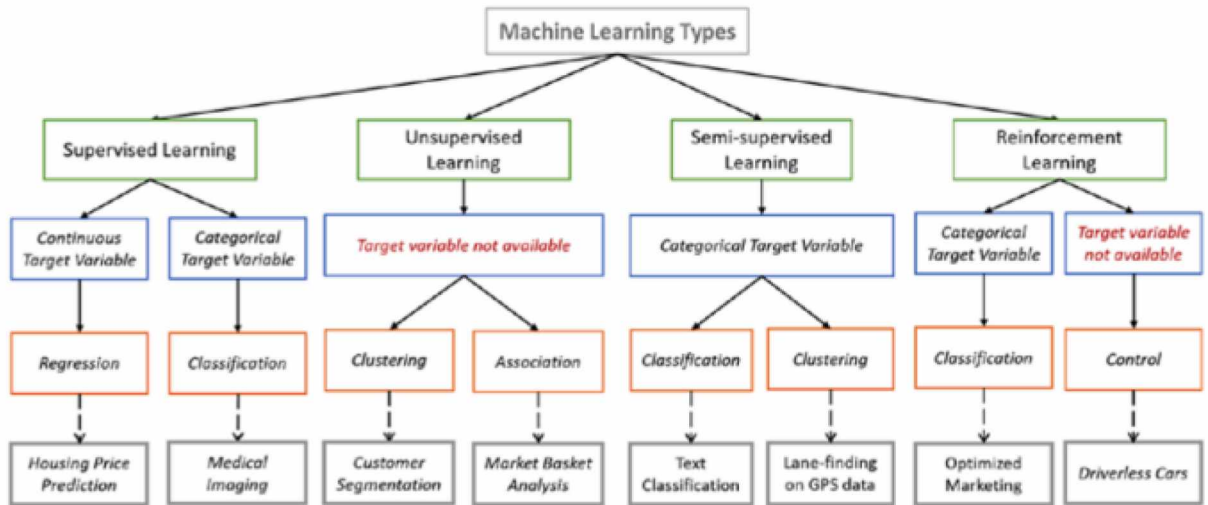 Machine Learning Types
Supervised Learning
Unsupervised
Learning
Semi-supervised
Learning
Reinforcement
Learning
Continuous
Target Variable
Categorical
Target Variable
Target variable not available
Categorical Target Variable
Categorical
Target Variable
Target variable
not available
Regression
Classification
Clustering
Association
Classification
Clustering
Classification
Control
Housing Price
Prediction
Medical
Imaging
Customer
Segmentation
Market Basket
Analysis
Text
Classification
Lane-finding
on GPS data
Optimized
Marketing
Driverless Cars